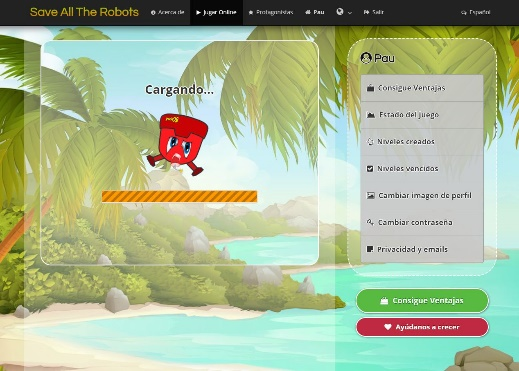 Save All The Robots
Acerca de
Jugar Online
Protagonistas
Pau
Salir
Español
Cargando...
Pau
Consigue Ventajas
Estado del juego
Niveles creados
Niveles vencidos
Cambiar imagen de perfil
Cambiar contraseña
Privacidad y emails
Consigue Ventajas
Ayúdanos a crecer